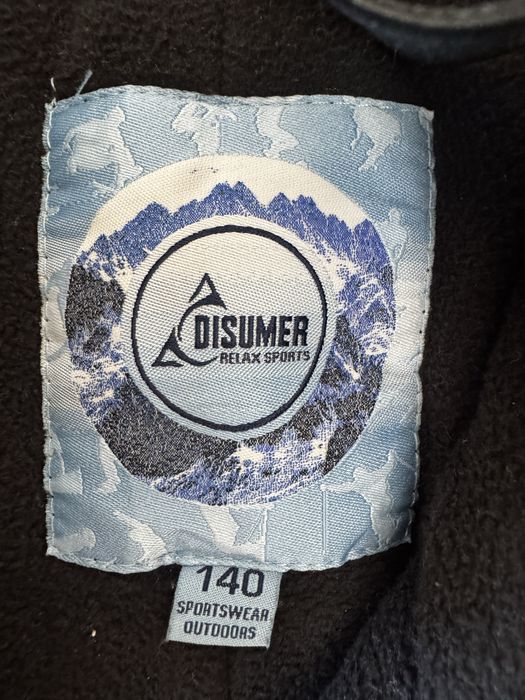 DISUMER
RELAX SPORTS
140
SPORTSWEAR
OUTDOORS